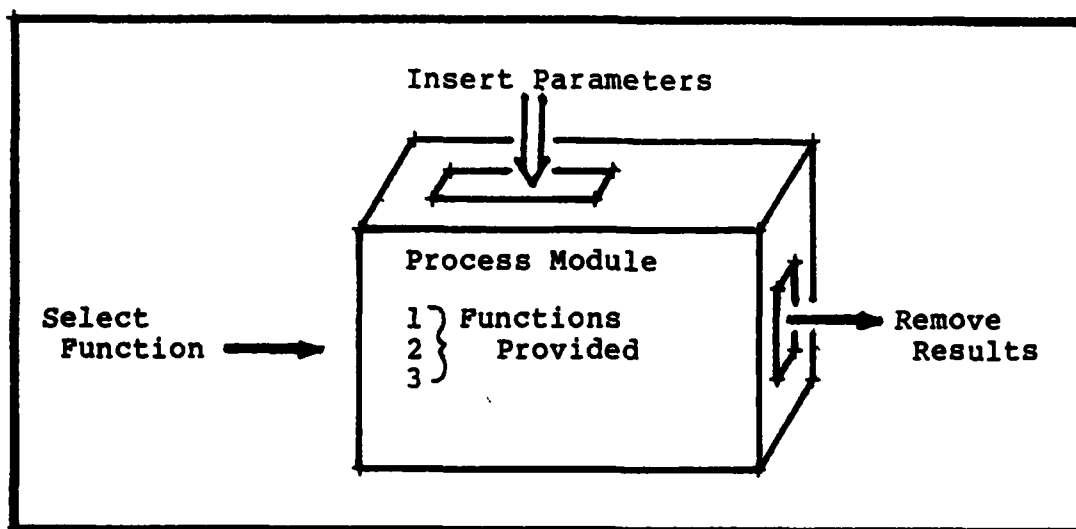 Insert Parameters
Process Module
Select
Function
1 Functions
2 Provided
3
Remove
Results